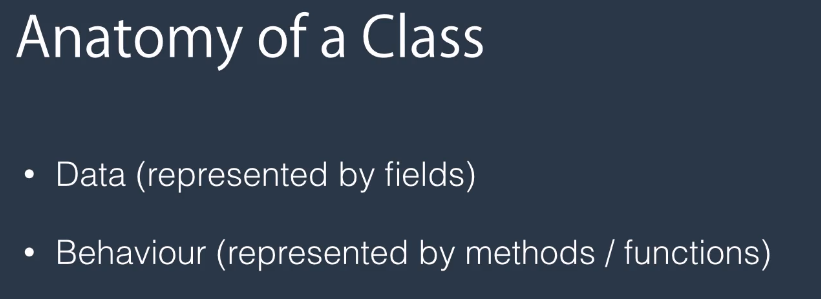 Anatomy of a Class
• Data (represented by fields)
• Behaviour (represented by methods / functions)